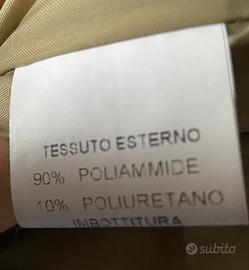 TESSUTO ESTERNO
90% POLIAMMIDE
10% POLIURETANO
IMBOTTITURA
subito